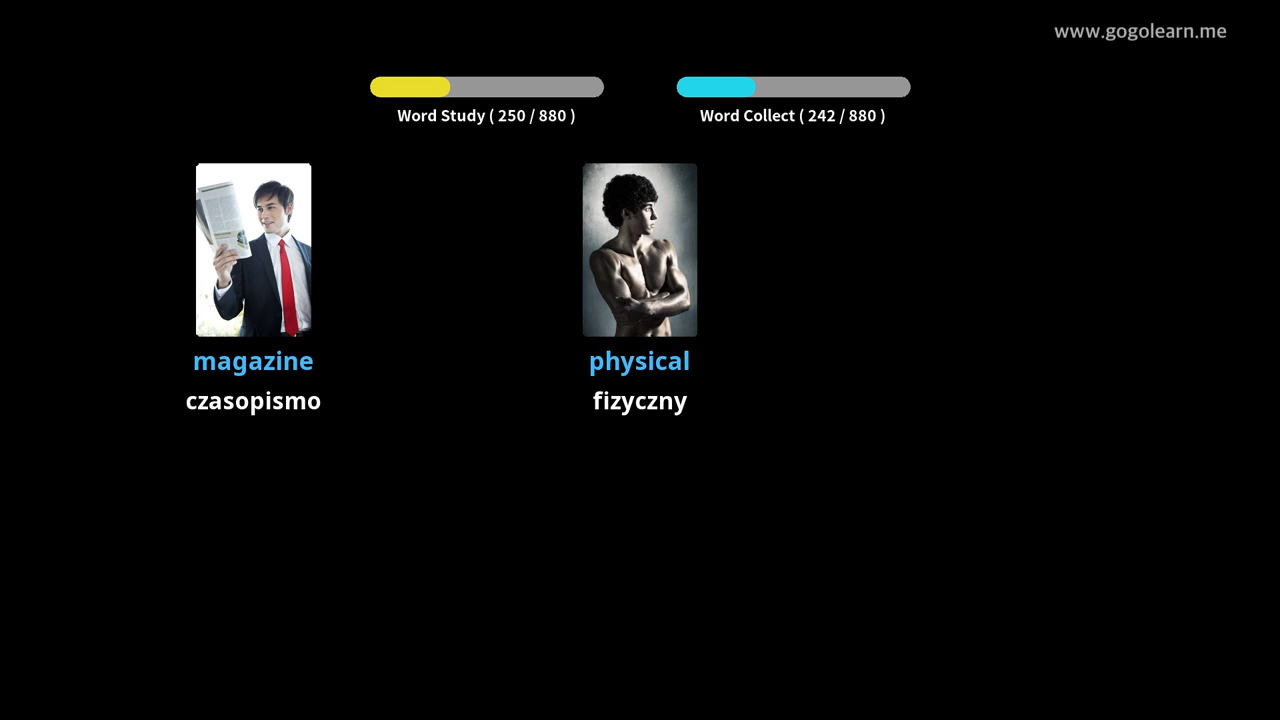 www.gogolearn.me
Word Study ( 250 / 880 )
Word Collect ( 242 / 880 )
magazine
czasopismo
physical
fizyczny